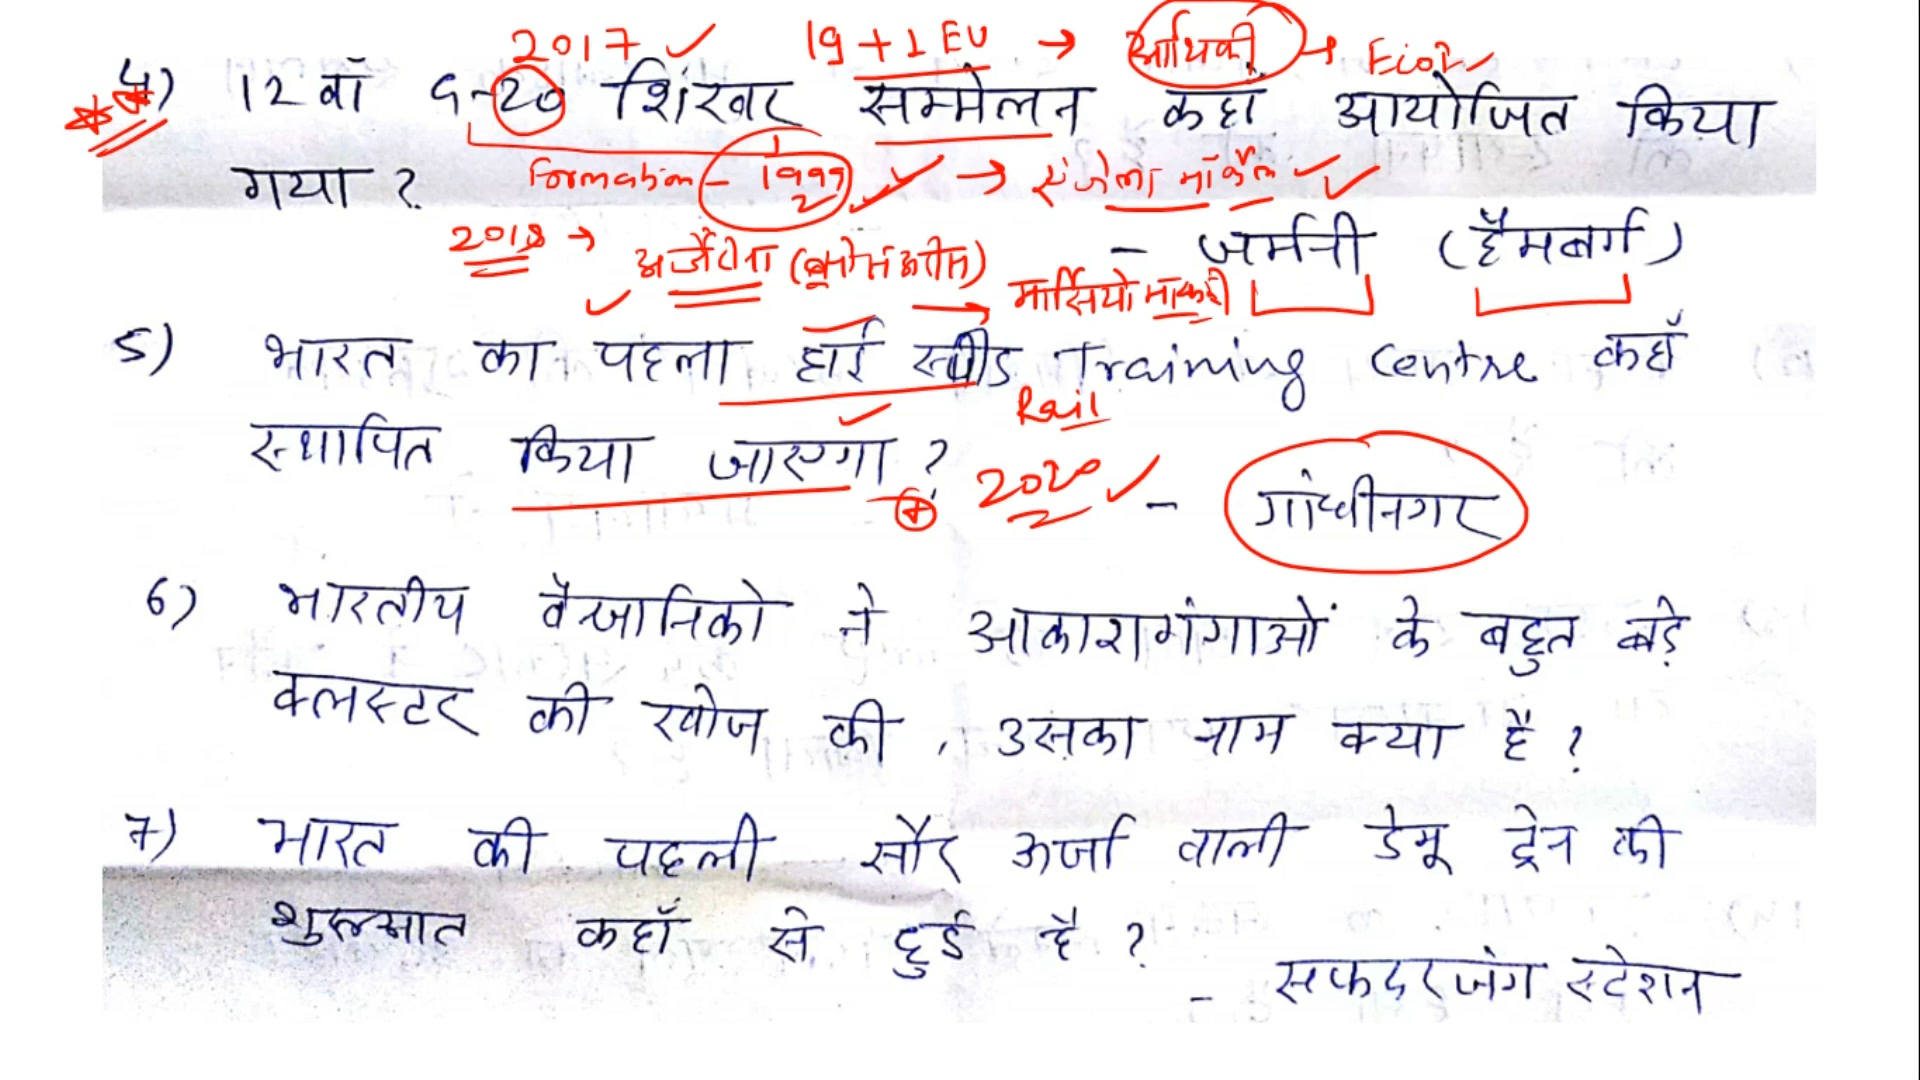 2017 19 + 1 EU → आर्थिकी →
4) 12 वाँ G-20 शिखर सम्मेलन कहाँ आयोजित किया
गया ? Formation - 1999 → एंजेला मॉर्केल
- जर्मनी (हैमबर्ग)
2018 → अर्जेंटीना →
5) भारत का पहला हाई स्पीड Training Centre कहाँ
Rail
स्थापित किया जाएगा ? 2020 - गांधीनगर
6) भारतीय वैज्ञानिको ने आकाशगंगाओं के बहुत बड़े
क्लस्टर की खोज की , उसका नाम क्या है ?
7) भारत की पहली सौर ऊर्जा वाली डेमू ट्रेन की
शुरूआत कहाँ से हुई है ?
- सफदरजंग स्टेशन